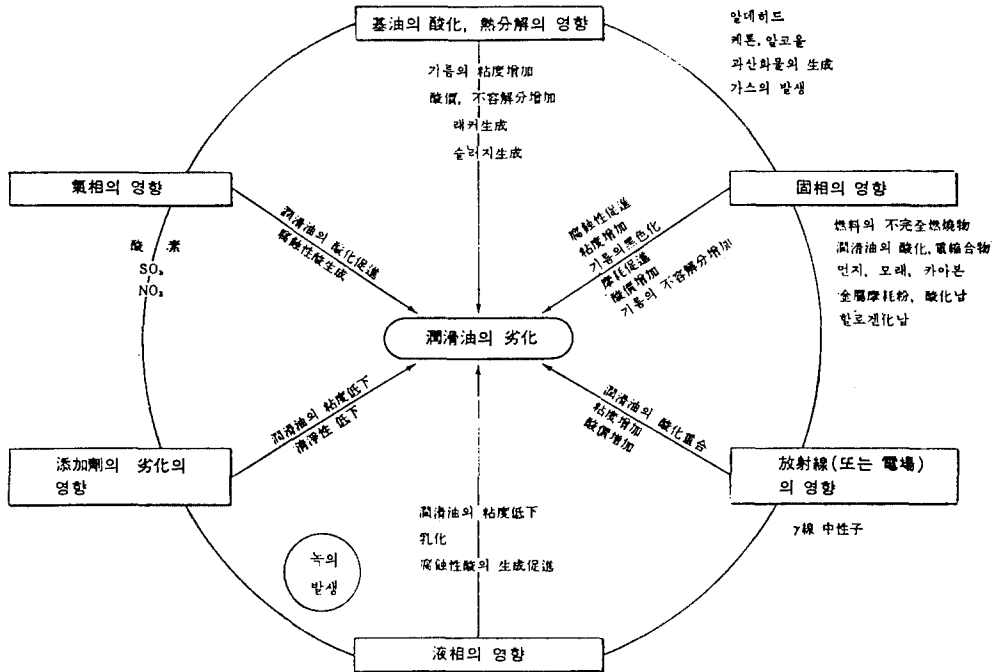 基油의 酸化, 熱分解의 영향
알데히드
케톤, 알코올
과산화물의 生成
가스의 발생
기름의 粘度增加
酸價, 不容解分增加
래커生成
슬러지生成
氣相의 영향
酸 素
SO₂
NO₂
潤滑油의 酸化促進
腐蝕性酸生成
固相의 영향
燃料의 不完全燃燒物
潤滑油의 酸化, 電縮合物
먼지, 모래, 카아본
金屬摩耗粉, 酸化납
할로겐化납
腐蝕性促進
粘度增加
기름의 黑色化
摩耗促進
酸價增加
기름의 不容解分增加
潤滑油의 劣化
添加劑의 劣化의
영향
潤滑油의 粘度低下
清淨性 低下
放射線(또는 電場)
의 영향
γ線 中性子
潤滑油의 酸化重合
粘度增加
酸價增加
潤滑油의 粘度低下
乳化
腐蝕性酸의 生成促進
녹의
발생
液相의 영향